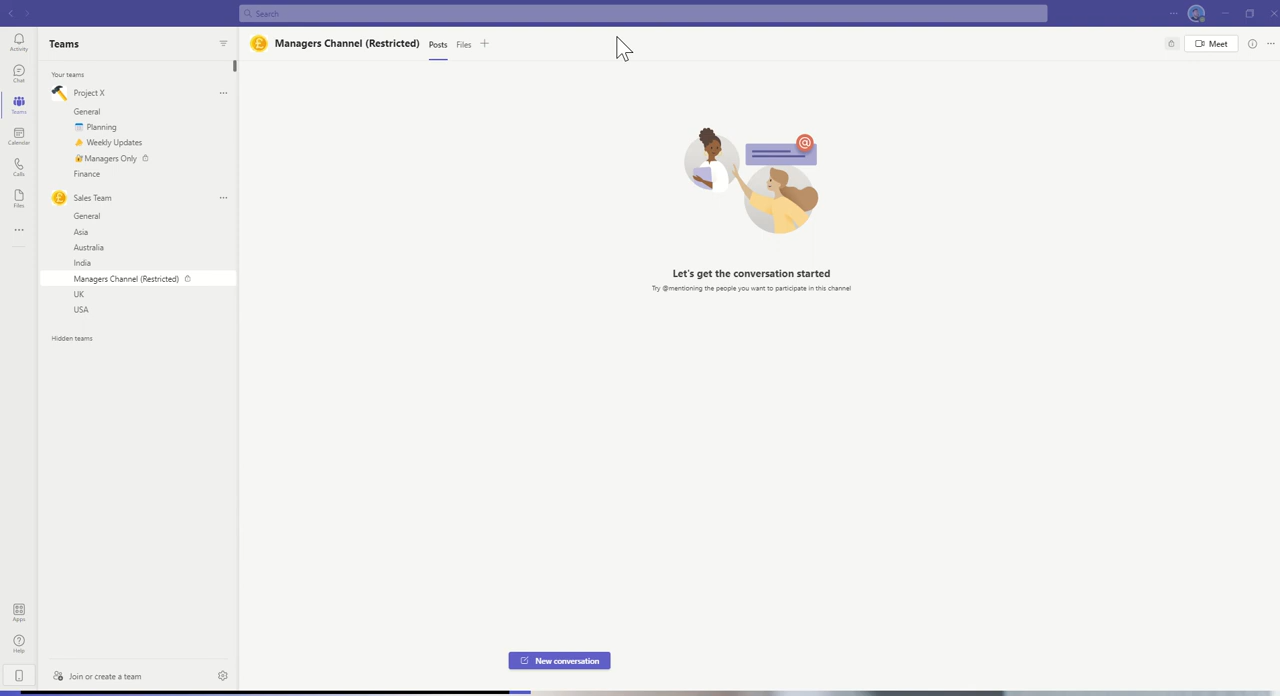 Search
Activity
Chat
Teams
Calendar
Calls
Files
Apps
Help
Teams
Your teams
Project X
General
Planning
Weekly Updates
Managers Only
Finance
Sales Team
General
Asia
Australia
India
Managers Channel (Restricted)
UK
USA
Hidden teams
Join or create a team
Managers Channel (Restricted) Posts Files
Meet
@
Let's get the conversation started
Try @mentioning the people you want to participate in this channel
New conversation